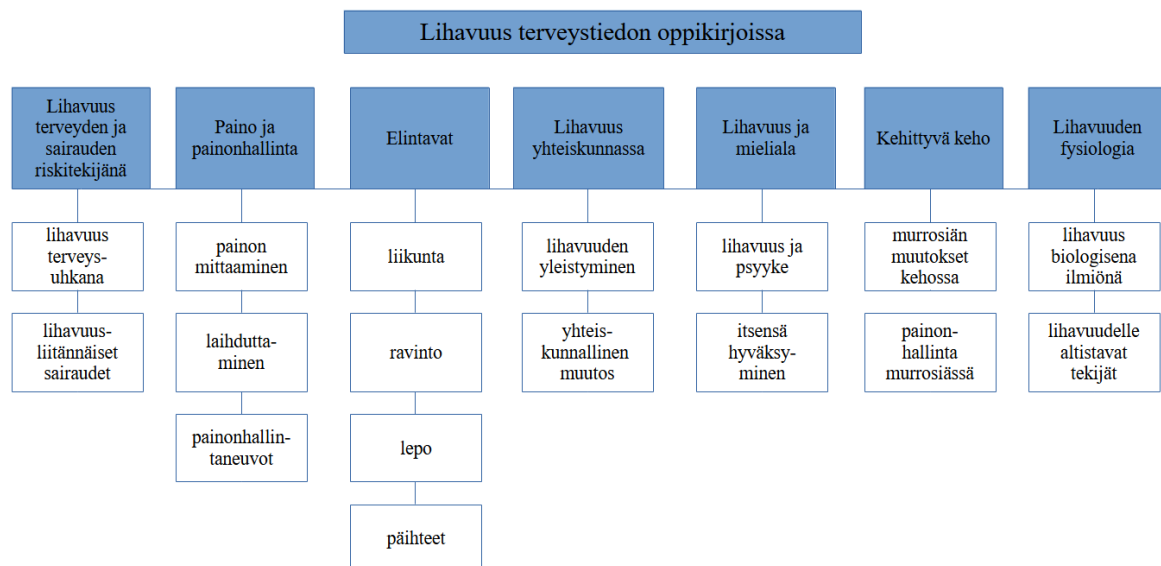 Lihavuus terveystiedon oppikirjoissa
Lihavuus
terveyden ja
sairauden
riskitekijänä
Paino ja
painonhallinta
Elintavat
Lihavuus
yhteiskunnassa
Lihavuus ja
mieliala
Kehittyvä keho
Lihavuuden
fysiologia
lihavuus
terveys-
uhkana
painon
mittaaminen
liikunta
lihavuuden
yleistyminen
lihavuus ja
psyyke
murrosiän
muutokset
kehossa
lihavuus
biologisena
ilmiönä
lihavuus-
liitännäiset
sairaudet
laihdutta-
minen
ravinto
yhteis-
kunnallinen
muutos
itsensä
hyväksy-
minen
painon-
hallinta
murrosiässä
lihavuudelle
altistavat
tekijät
painonhallin-
taneuvot
lepo
päihteet